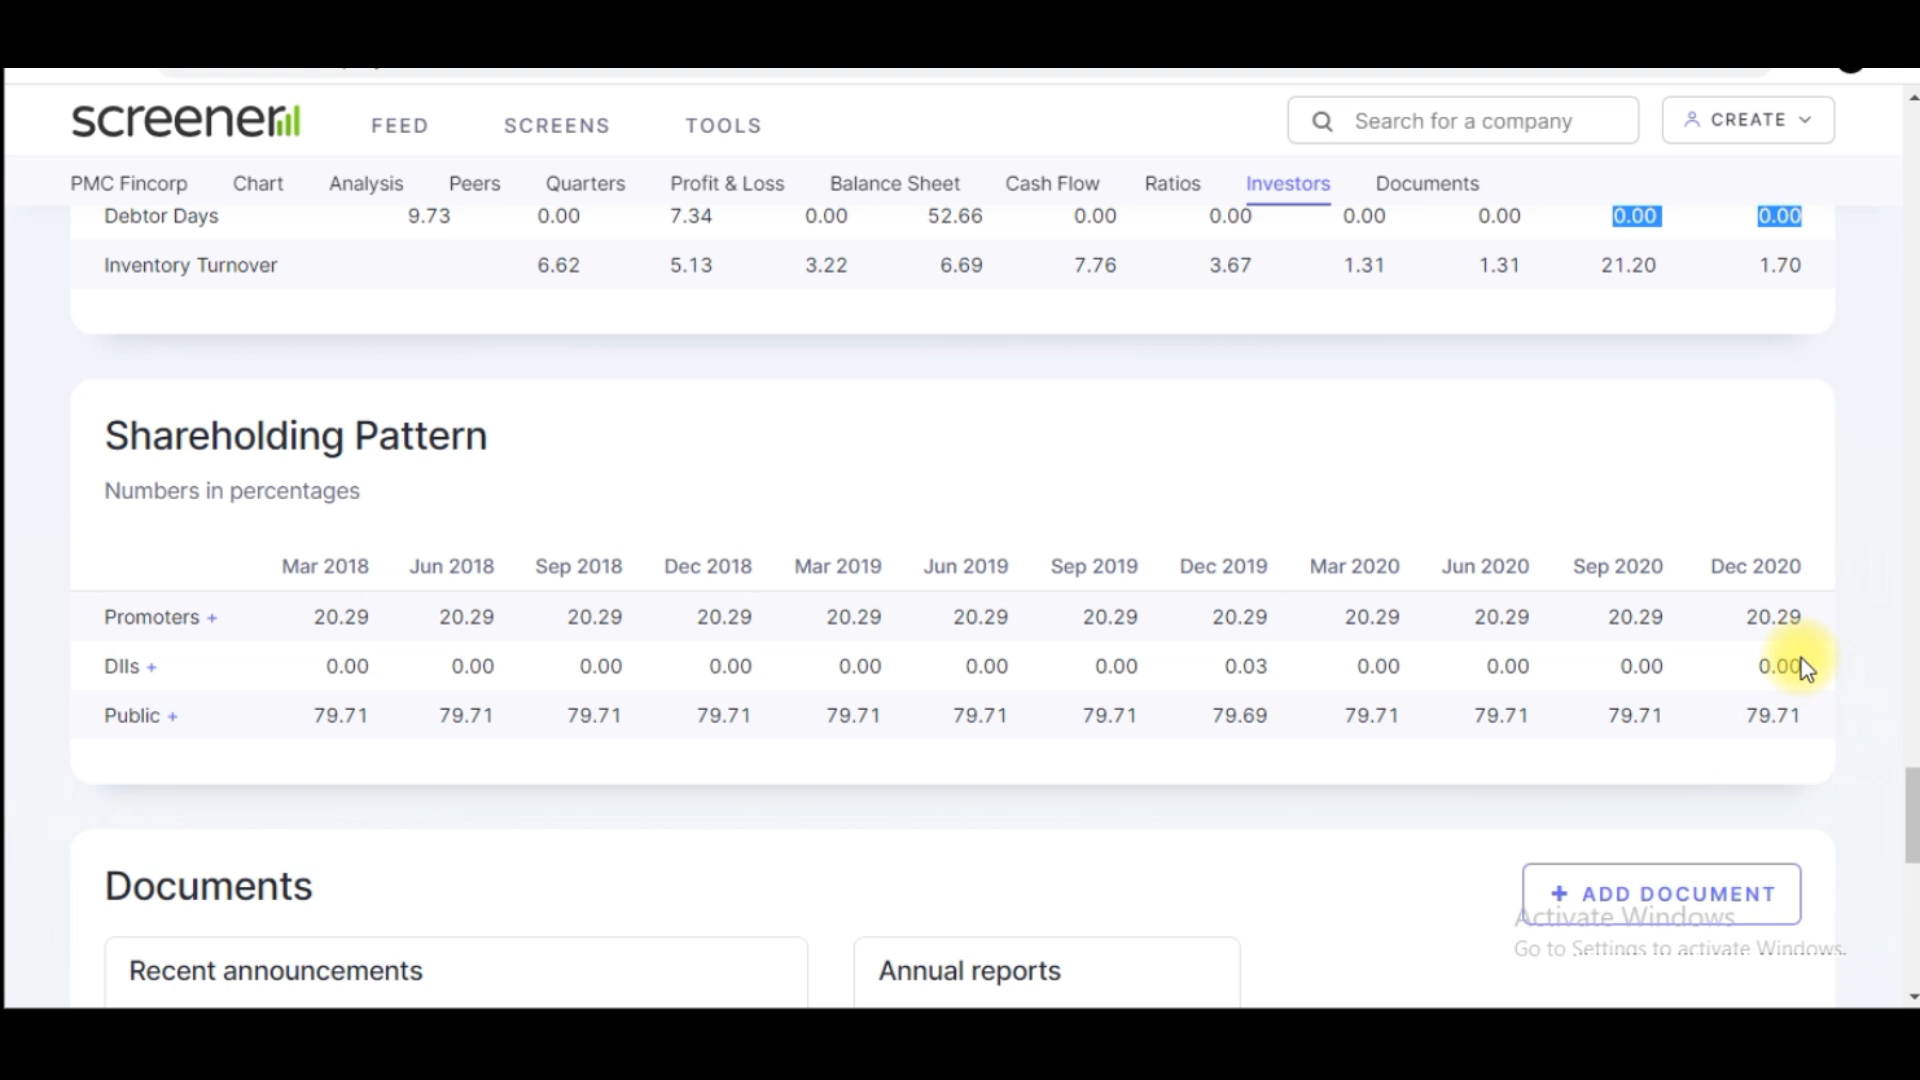 screener
FEED SCREENS TOOLS
Search for a company
CREATE
PMC Fincorp Chart Analysis Peers Quarters Profit & Loss Balance Sheet Cash Flow Ratios Investors Documents
Debtor Days 9.73 0.00 7.34 0.00 52.66 0.00 0.00 0.00 0.00 0.00 0.00
Inventory Turnover 6.62 5.13 3.22 6.69 7.76 3.67 1.31 1.31 21.20 1.70
Shareholding Pattern
Numbers in percentages
Mar 2018 Jun 2018 Sep 2018 Dec 2018 Mar 2019 Jun 2019 Sep 2019 Dec 2019 Mar 2020 Jun 2020 Sep 2020 Dec 2020
Promoters + 20.29 20.29 20.29 20.29 20.29 20.29 20.29 20.29 20.29 20.29 20.29 20.29
DIIs + 0.00 0.00 0.00 0.00 0.00 0.00 0.00 0.03 0.00 0.00 0.00 0.00
Public + 79.71 79.71 79.71 79.71 79.71 79.71 79.71 79.69 79.71 79.71 79.71 79.71
Documents
+ ADD DOCUMENT
Activate Windows
Go to Settings to activate Windows.
Recent announcements
Annual reports